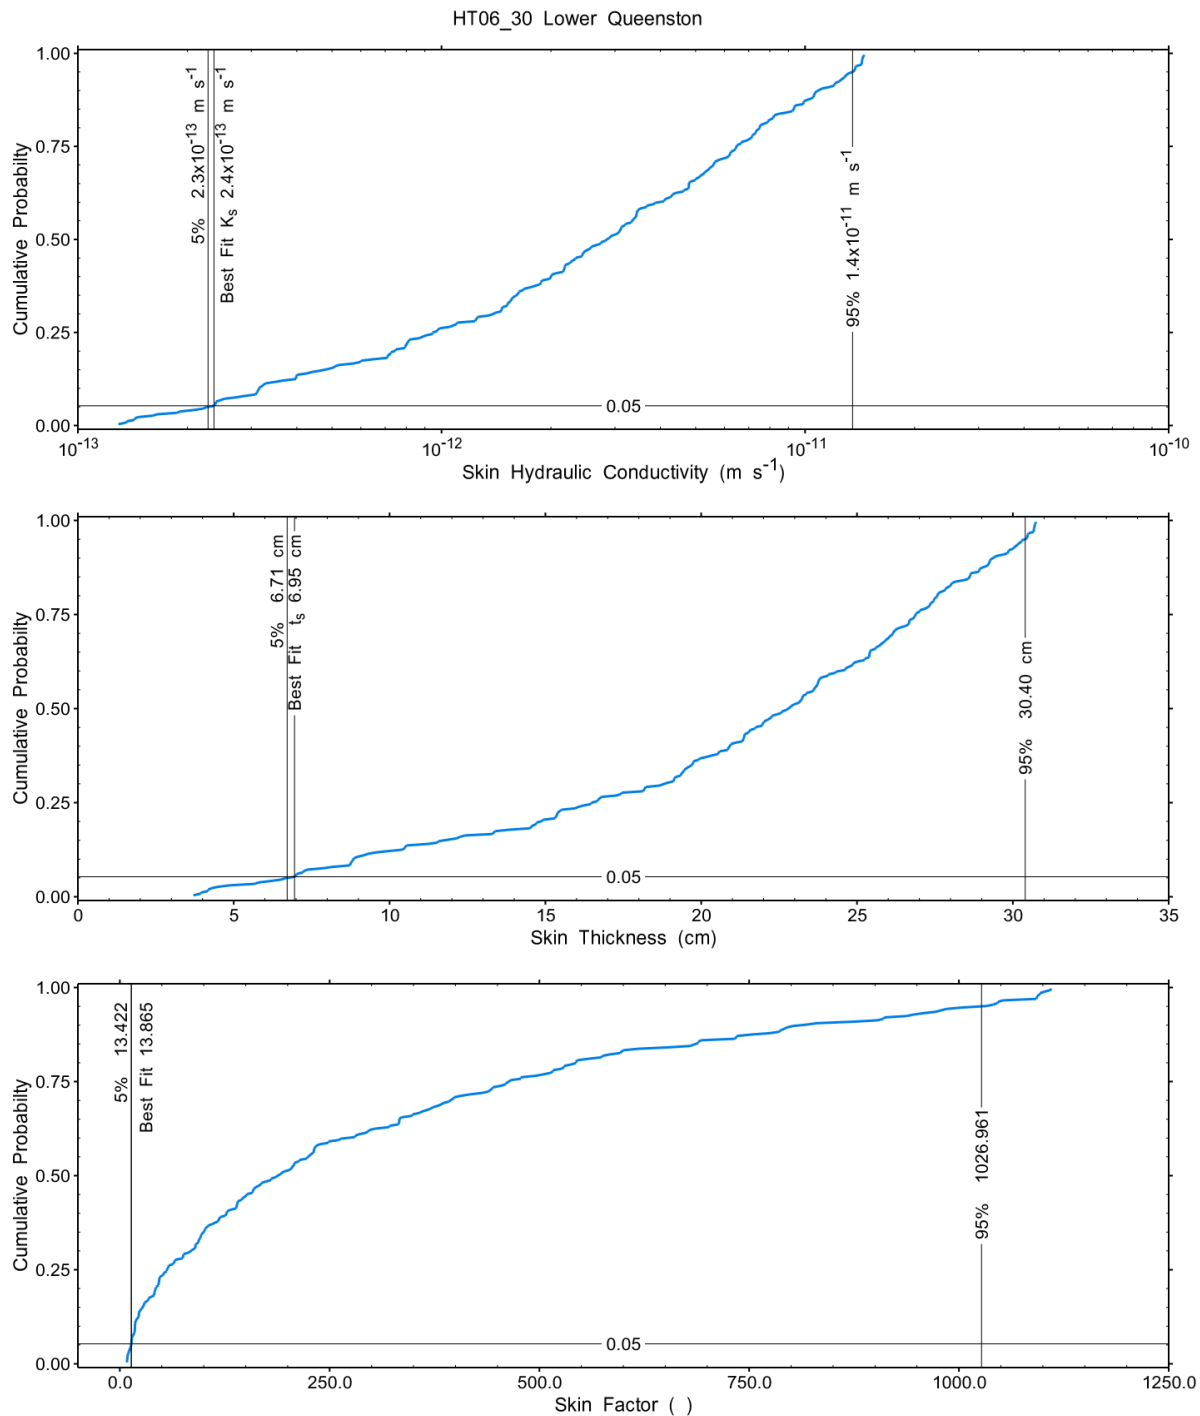 HT06_30 Lower Queenston
1.00
0.75
0.50
0.25
0.00
Cumulative Probabilty
5% 2.3x10-13 m s-1
Best Fit Ks 2.4x10-13 m s-1
95% 1.4x10-11 m s-1
0.05
10-13
10-12
10-11
10-10
Skin Hydraulic Conductivity (m s-1)
1.00
0.75
0.50
0.25
0.00
Cumulative Probabilty
5% 6.71 cm
Best Fit ts 6.95 cm
95% 30.40 cm
0.05
0
5
10
15
20
25
30
35
Skin Thickness (cm)
1.00
0.75
0.50
0.25
0.00
Cumulative Probabilty
5% 13.422
Best Fit 13.865
95% 1026.961
0.05
0.0
250.0
500.0
750.0
1000.0
1250.0
Skin Factor ( )